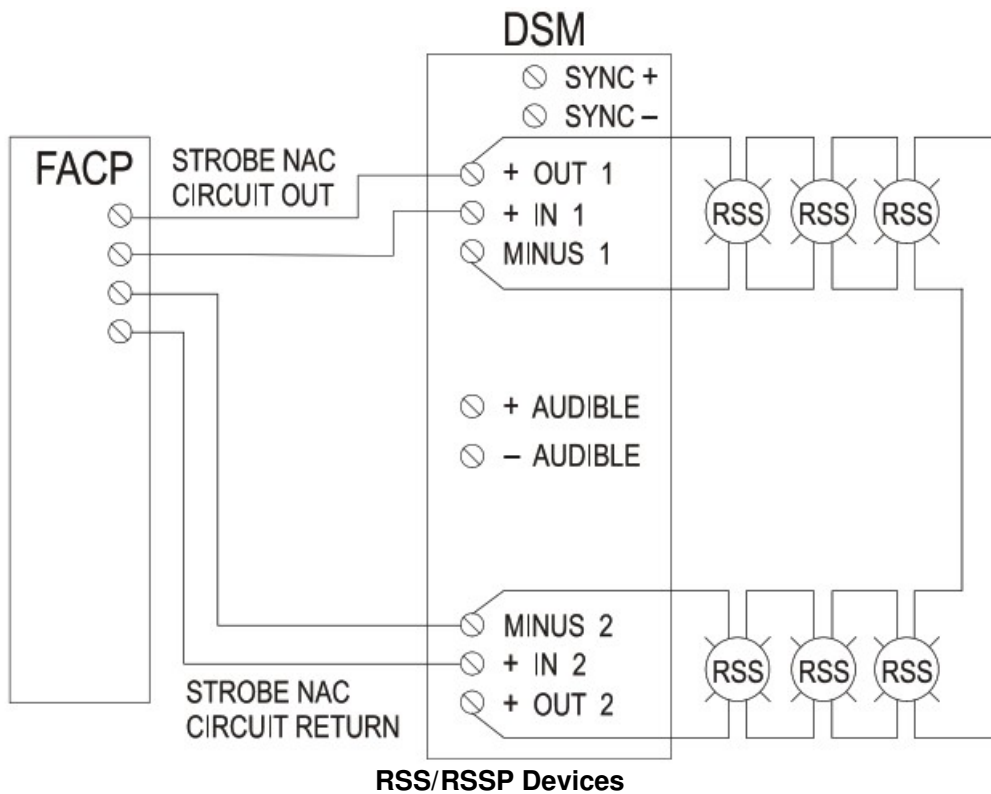 DSM
SYNC +
SYNC –
FACP
STROBE NAC
CIRCUIT OUT
+ OUT 1
+ IN 1
MINUS 1
RSS RSS RSS
+ AUDIBLE
– AUDIBLE
MINUS 2
+ IN 2
+ OUT 2
RSS RSS RSS
STROBE NAC
CIRCUIT RETURN
RSS/RSSP Devices